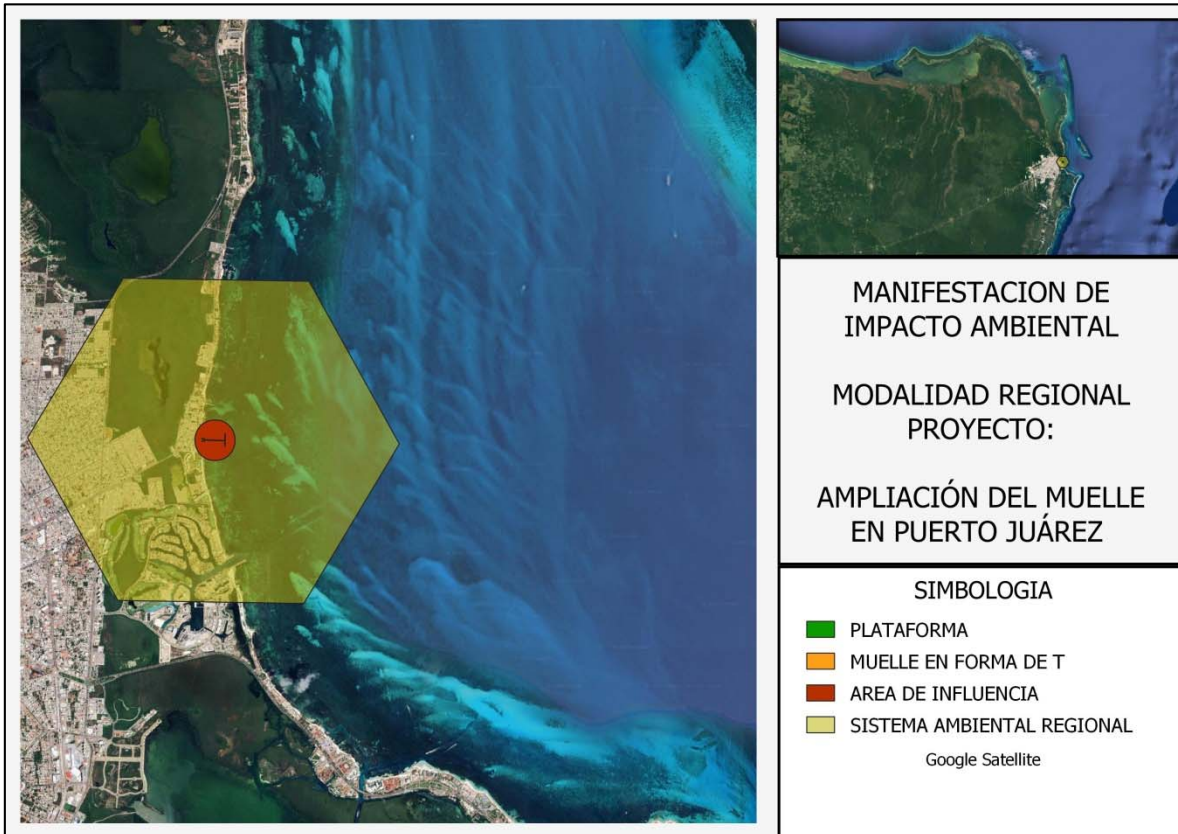 MANIFESTACION DE
IMPACTO AMBIENTAL
MODALIDAD REGIONAL
PROYECTO:
AMPLIACIÓN DEL MUELLE
EN PUERTO JUÁREZ
SIMBOLOGIA
PLATAFORMA
MUELLE EN FORMA DE T
AREA DE INFLUENCIA
SISTEMA AMBIENTAL REGIONAL
Google Satellite